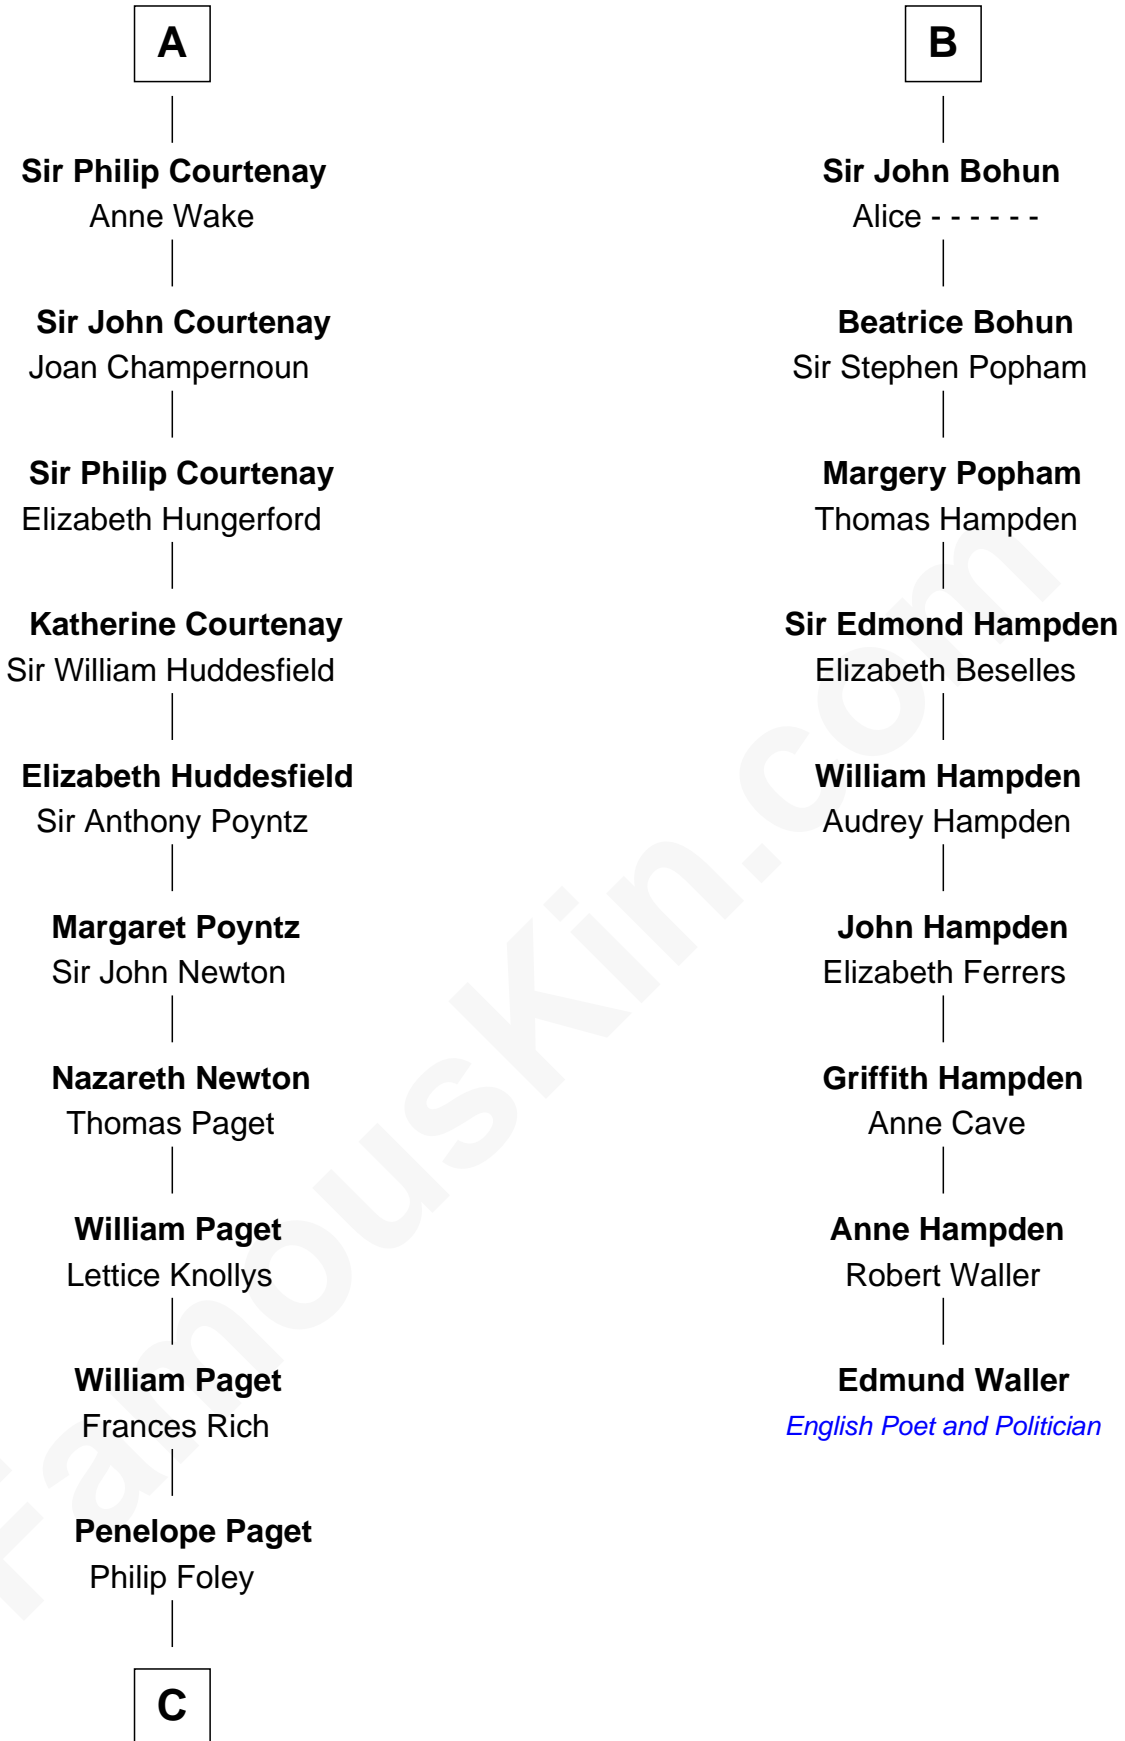 A
Sir Philip Courtenay
Anne Wake
Sir John Courtenay
Joan Champernoun
Sir Philip Courtenay
Elizabeth Hungerford
Katherine Courtenay
Sir William Huddesfield
Elizabeth Huddesfield
Sir Anthony Poyntz
Margaret Poyntz
Sir John Newton
Nazareth Newton
Thomas Paget
William Paget
Lettice Knollys
William Paget
Frances Rich
Penelope Paget
Philip Foley
C
B
Sir John Bohun
Alice - - - - - -
Beatrice Bohun
Sir Stephen Popham
Margery Popham
Thomas Hampden
Sir Edmond Hampden
Elizabeth Beselles
William Hampden
Audrey Hampden
John Hampden
Elizabeth Ferrers
Griffith Hampden
Anne Cave
Anne Hampden
Robert Waller
Edmund Waller
English Poet and Politician
FamousKin.com